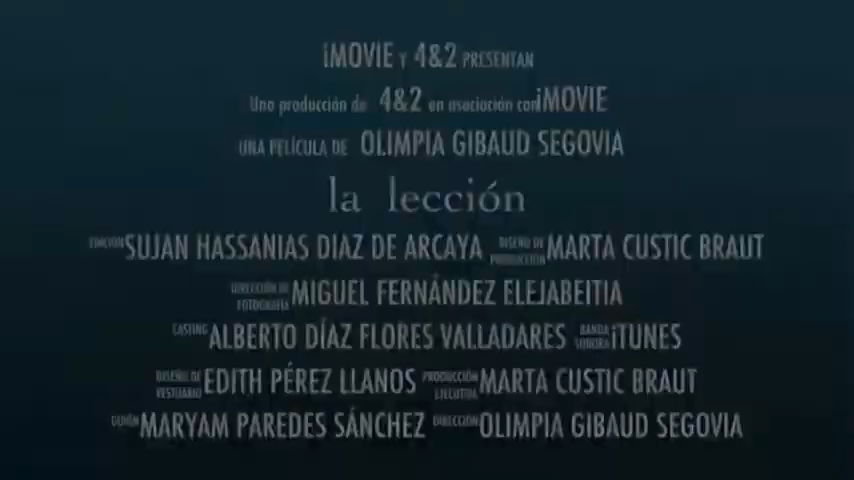 iMOVIE Y 4&2 PRESENTAN
Una producción de 4&2 en asociación con iMOVIE
UNA PELÍCULA DE OLIMPIA GIBAUD SEGOVIA
la lección
EDICIÓN SUJAN HASSANIAS DIAZ DE ARCAYA DISEÑO DE PRODUCCIÓN MARTA CUSTIC BRAUT
DIRECCIÓN DE FOTOGRAFÍA MIGUEL FERNÁNDEZ ELEJABEITIA
CASTING ALBERTO DÍAZ FLORES VALLADARES BANDA SONORA iTUNES
DISEÑO DE VESTUARIO EDITH PÉREZ LLANOS PRODUCCIÓN EJECUTIVA MARTA CUSTIC BRAUT
GUIÓN MARYAM PAREDES SÁNCHEZ DIRECCIÓN OLIMPIA GIBAUD SEGOVIA